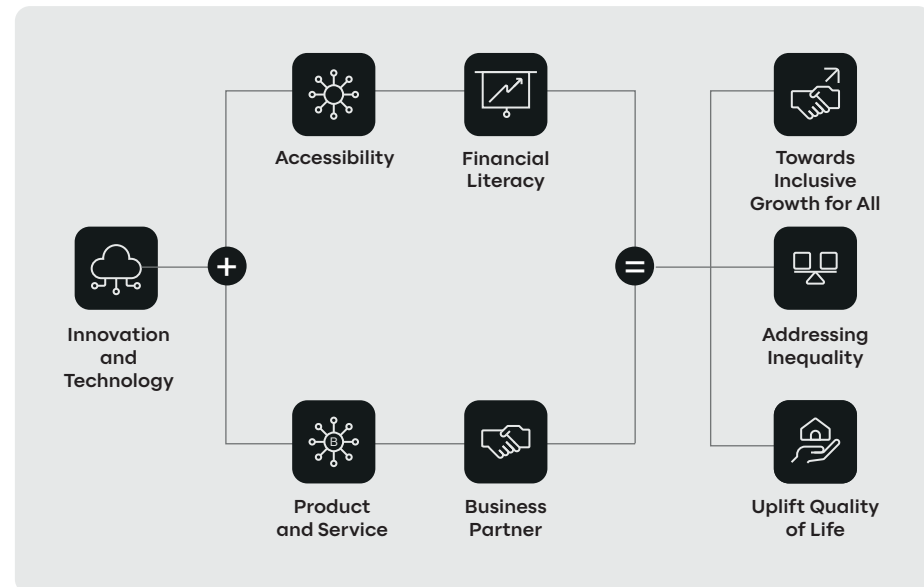 Accessibility
Financial
Literacy
Towards
Inclusive
Growth for All
+
=
Innovation
and
Technology
Addressing
Inequality
B
Product
and Service
Business
Partner
Uplift Quality
of Life